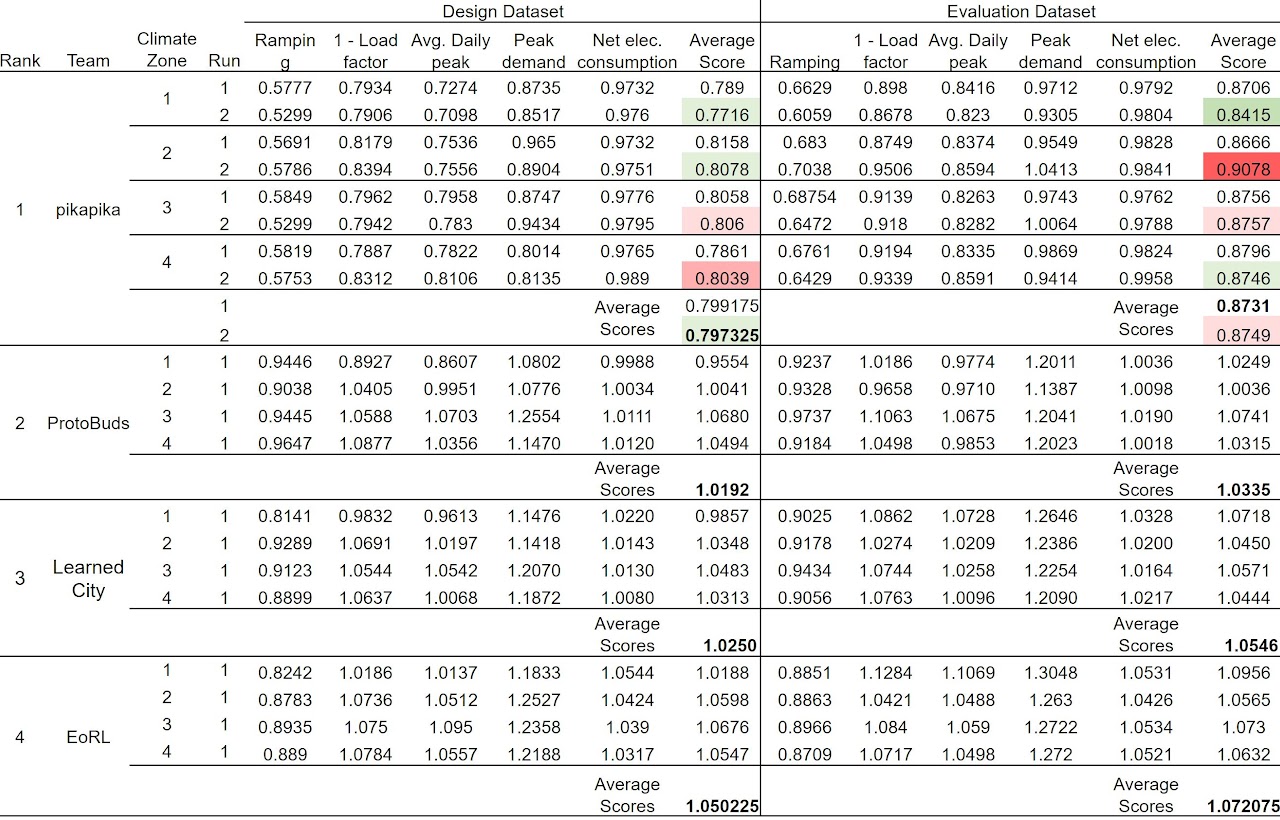 Design Dataset Evaluation Dataset
Rank Team Climate Zone Run Rampin g 1 - Load factor Avg. Daily peak Peak demand Net elec. consumption Average Score Ramping 1 - Load factor Avg. Daily peak Peak demand Net elec. consumption Average Score
1 pikapika
1 1 0.5777 0.7934 0.7274 0.8735 0.9732 0.789 0.6629 0.898 0.8416 0.9712 0.9792 0.8706
2 0.5299 0.7906 0.7098 0.8517 0.976 0.7716 0.6059 0.8678 0.823 0.9305 0.9804 0.8415
2 1 0.5691 0.8179 0.7536 0.965 0.9732 0.8158 0.683 0.8749 0.8374 0.9549 0.9828 0.8666
2 0.5786 0.8394 0.7556 0.8904 0.9751 0.8078 0.7038 0.9506 0.8594 1.0413 0.9841 0.9078
3 1 0.5849 0.7962 0.7958 0.8747 0.9776 0.8058 0.68754 0.9139 0.8263 0.9743 0.9762 0.8756
2 0.5299 0.7942 0.783 0.9434 0.9795 0.806 0.6472 0.918 0.8282 1.0064 0.9788 0.8757
4 1 0.5819 0.7887 0.7822 0.8014 0.9765 0.7861 0.6761 0.9194 0.8335 0.9869 0.9824 0.8796
2 0.5753 0.8312 0.8106 0.8135 0.989 0.8039 0.6429 0.9339 0.8591 0.9414 0.9958 0.8746
1 Average 0.799175 Average 0.8731
2 Scores 0.797325 Scores 0.8749
2 ProtoBuds
1 1 0.9446 0.8927 0.8607 1.0802 0.9988 0.9554 0.9237 1.0186 0.9774 1.2011 1.0036 1.0249
2 1 0.9038 1.0405 0.9951 1.0776 1.0034 1.0041 0.9328 0.9658 0.9710 1.1387 1.0098 1.0036
3 1 0.9445 1.0588 1.0703 1.2554 1.0111 1.0680 0.9737 1.1063 1.0675 1.2041 1.0190 1.0741
4 1 0.9647 1.0877 1.0356 1.1470 1.0120 1.0494 0.9184 1.0498 0.9853 1.2023 1.0018 1.0315
Average Average
Scores 1.0192 Scores 1.0335
3 Learned City
1 1 0.8141 0.9832 0.9613 1.1476 1.0220 0.9857 0.9025 1.0862 1.0728 1.2646 1.0328 1.0718
2 1 0.9289 1.0691 1.0197 1.1418 1.0143 1.0348 0.9178 1.0274 1.0209 1.2386 1.0200 1.0450
3 1 0.9123 1.0544 1.0542 1.2070 1.0130 1.0483 0.9434 1.0744 1.0258 1.2254 1.0164 1.0571
4 1 0.8899 1.0637 1.0068 1.1872 1.0080 1.0313 0.9056 1.0763 1.0096 1.2090 1.0217 1.0444
Average Average
Scores 1.0250 Scores 1.0546
4 EoRL
1 1 0.8242 1.0186 1.0137 1.1833 1.0544 1.0188 0.8851 1.1284 1.1069 1.3048 1.0531 1.0956
2 1 0.8783 1.0736 1.0512 1.2527 1.0424 1.0598 0.8863 1.0421 1.0488 1.263 1.0426 1.0565
3 1 0.8935 1.075 1.095 1.2358 1.039 1.0676 0.8966 1.084 1.059 1.2722 1.0534 1.073
4 1 0.889 1.0784 1.0557 1.2188 1.0317 1.0547 0.8709 1.0717 1.0498 1.272 1.0521 1.0632
Average Average
Scores 1.050225 Scores 1.072075